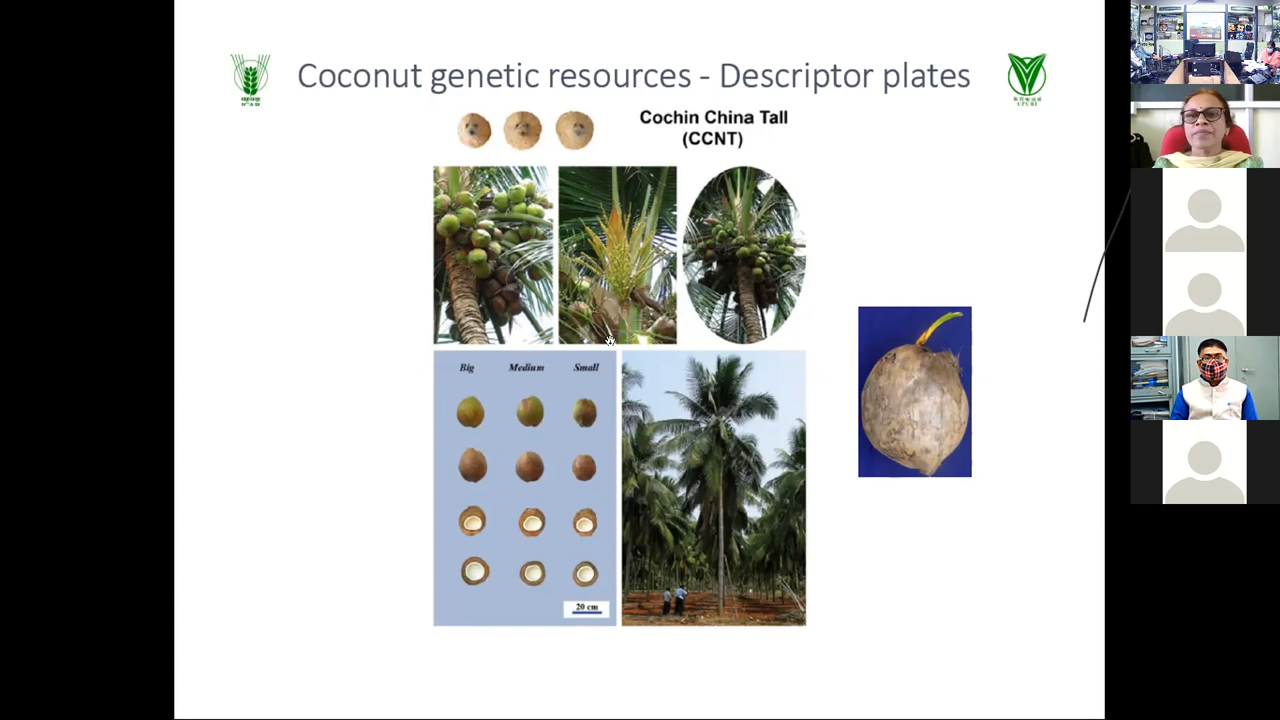 Coconut genetic resources - Descriptor plates
Cochin China Tall
(CCNT)
Big Medium Small
20 cm